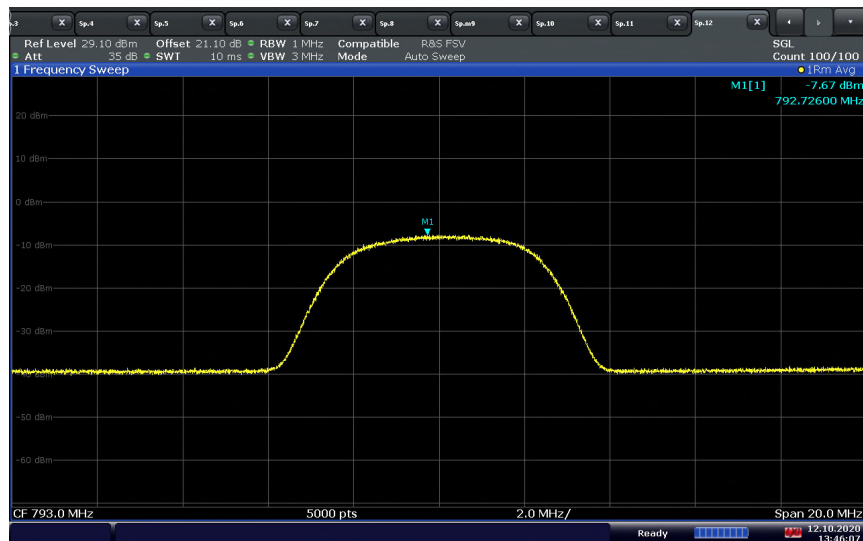 .3 X Sp.4 X Sp.5 X Sp.6 X Sp.7 X Sp.8 X Sp.m9 X Sp.10 X Sp.11 X Sp.12 X
Ref Level 29.10 dBm Offset 21.10 dB RBW 1 MHz Compatible R&S FSV SGL
Att 35 dB SWT 10 ms VBW 3 MHz Mode Auto Sweep Count 100/100
1 Frequency Sweep 1Rm Avg
M1[1] -7.67 dBm
792.72600 MHz
20 dBm
10 dBm
0 dBm
M1
-10 dBm
-20 dBm
-30 dBm
-50 dBm
-60 dBm
CF 793.0 MHz 5000 pts 2.0 MHz/ Span 20.0 MHz
Ready 12.10.2020
13:46:07